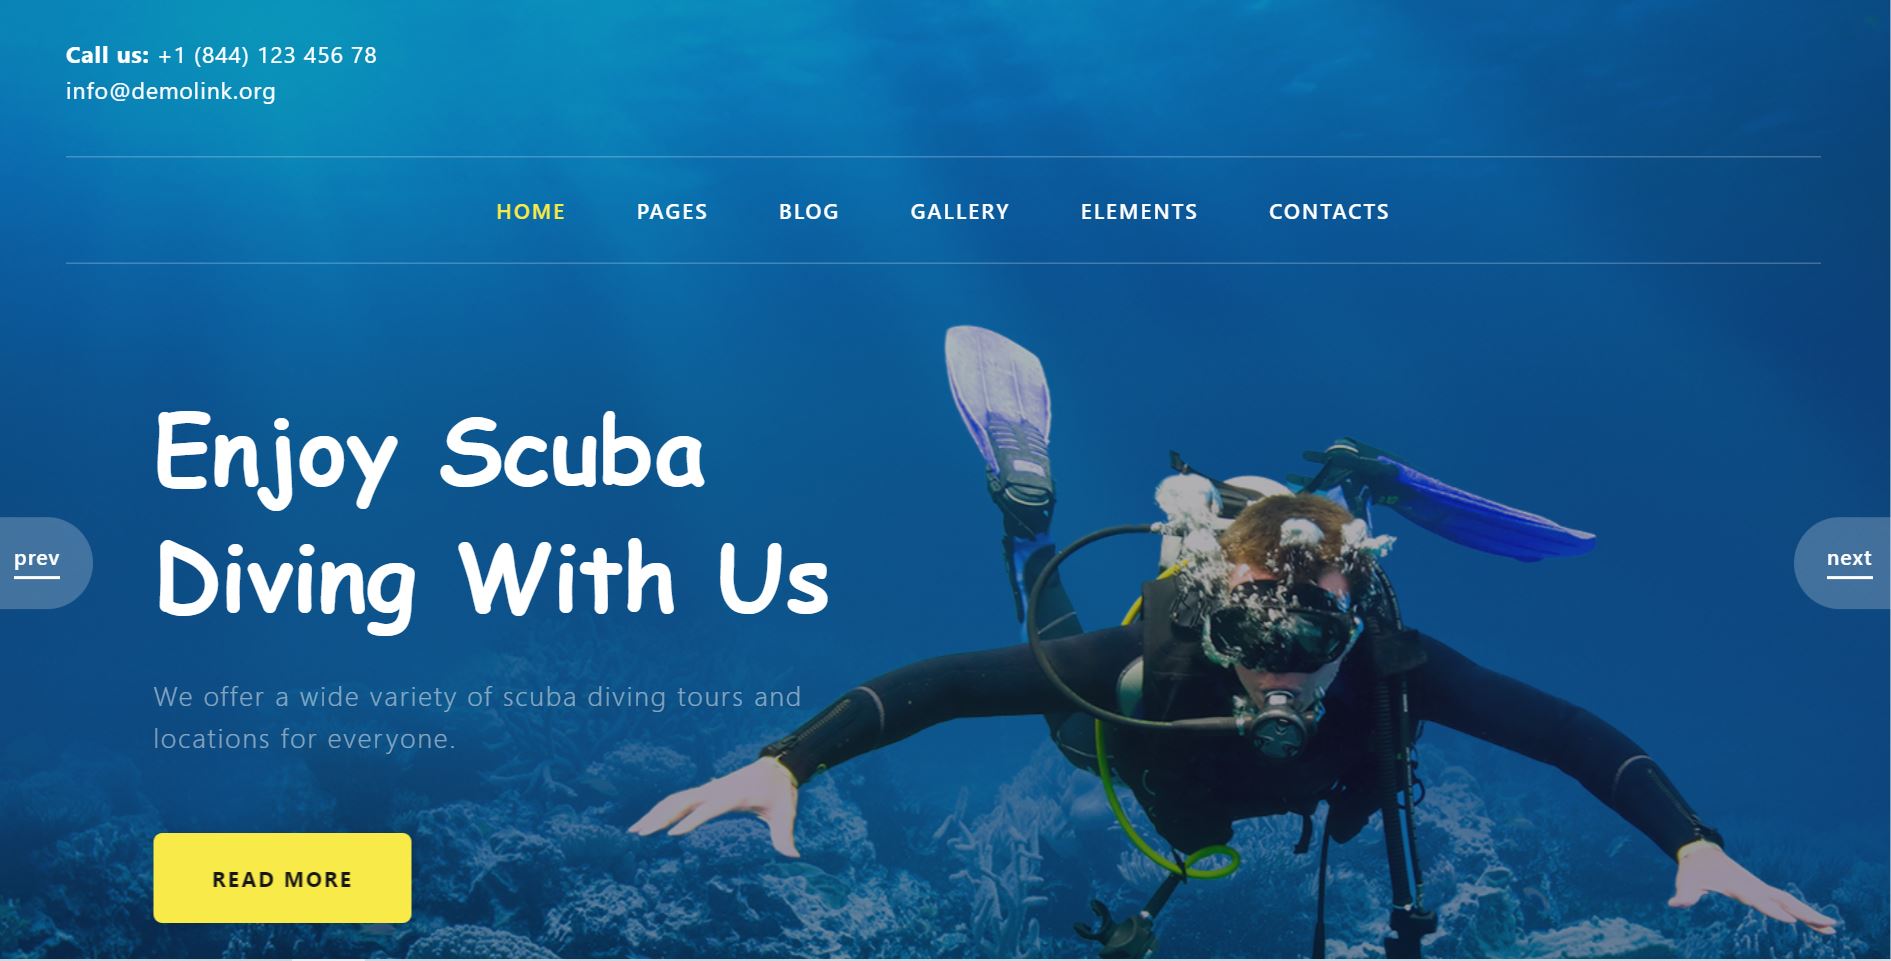 Call us: +1 (844) 123 456 78
info@demolink.org
HOME PAGES BLOG GALLERY ELEMENTS CONTACTS
Enjoy Scuba
Diving With Us
prev
next
We offer a wide variety of scuba diving tours and
locations for everyone.
READ MORE